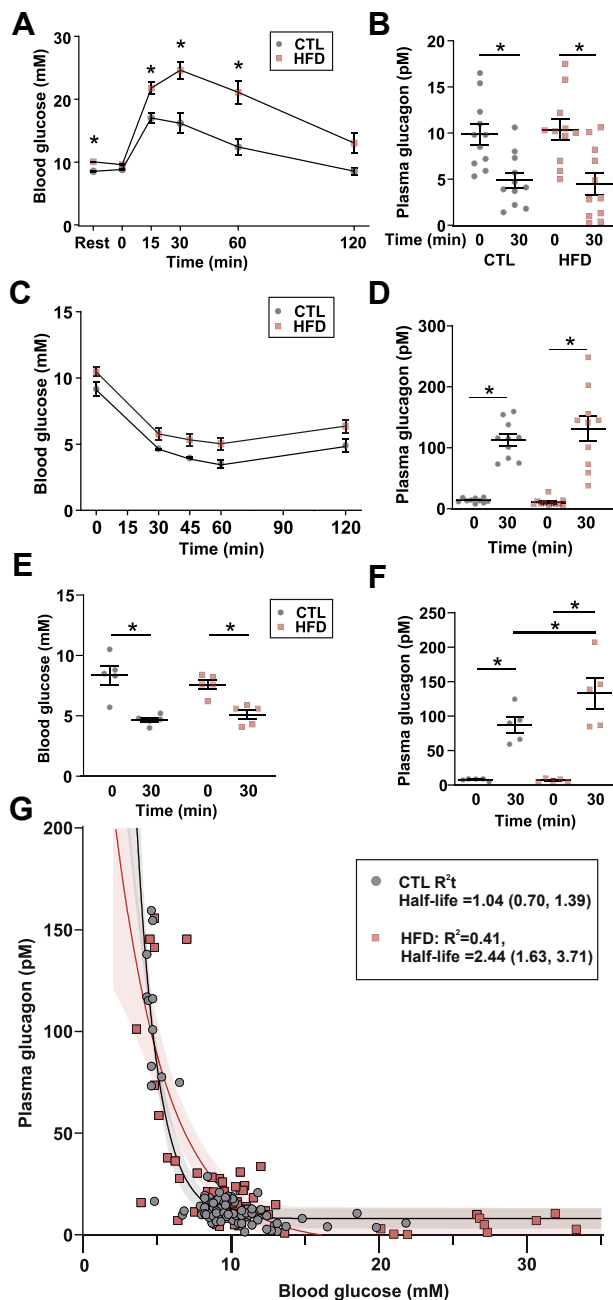 A
Blood glucose (mM)
30
20
10
0
* * * * *
CTL
HFD
Rest 0 15 30 60 120
Time (min)
B
Plasma glucagon (pM)
20
15
10
5
0
* *
Time (min) 0 30 0 30
CTL HFD
C
Blood glucose (mM)
15
10
5
0
CTL
HFD
0 15 30 45 60 90 120
Time (min)
D
Plasma glucagon (pM)
300
200
100
0
* *
0 30 0 30
Time (min)
E
Blood glucose (mM)
15
10
5
0
* *
CTL
HFD
0 30 0 30
Time (min)
F
Plasma glucagon (pM)
250
200
150
100
50
0
* * *
0 30 0 30
Time (min)
G
Plasma glucagon (pM)
200
150
100
50
0
CTL R²t
Half-life =1.04 (0.70, 1.39)
HFD: R²=0.41,
Half-life =2.44 (1.63, 3.71)
0 10 20 30
Blood glucose (mM)